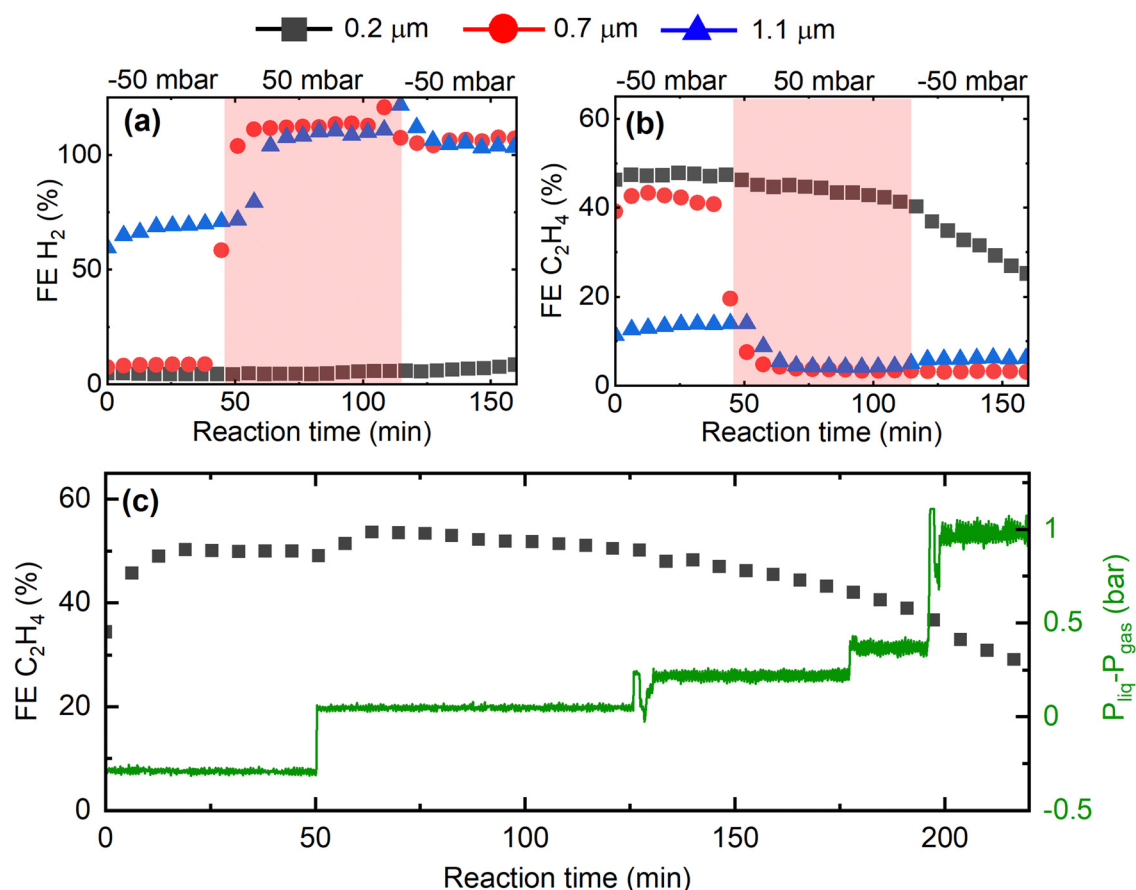 0.2 μm 0.7 μm 1.1 μm
-50 mbar 50 mbar -50 mbar
(a)
FE H2 (%)
100
50
0
0 50 100 150
Reaction time (min)
-50 mbar 50 mbar -50 mbar
(b)
FE C2H4 (%)
60
40
20
0
0 50 100 150
Reaction time (min)
(c)
FE C2H4 (%)
60
40
20
0
0 50 100 150 200
Reaction time (min)
1
0.5
0
-0.5
Pliq-Pgas (bar)